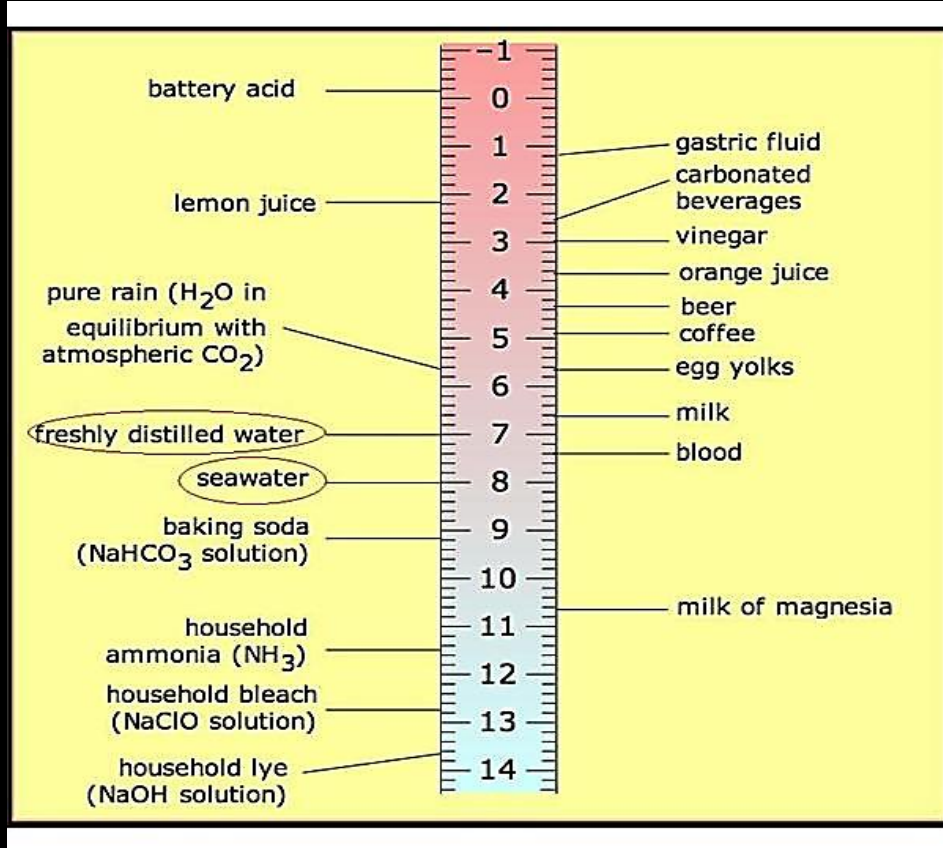 battery acid
lemon juice
pure rain (H₂O in
equilibrium with
atmospheric CO₂)
freshly distilled water
seawater
baking soda
(NaHCO₃ solution)
household
ammonia (NH₃)
household bleach
(NaClO solution)
household lye
(NaOH solution)
−1
0
1
2
3
4
5
6
7
8
9
10
11
12
13
14
gastric fluid
carbonated
beverages
vinegar
orange juice
beer
coffee
egg yolks
milk
blood
milk of magnesia